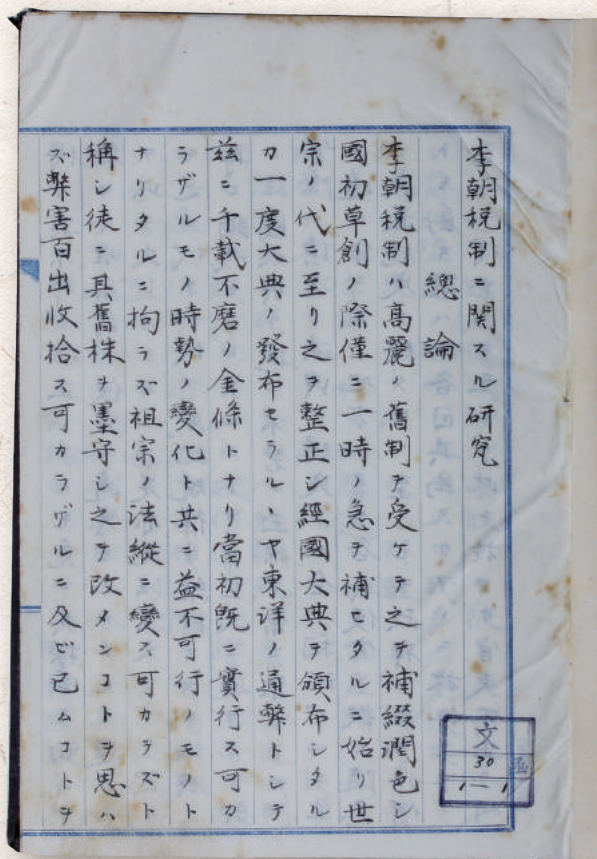 李朝税制ニ関スル研究
總論
李朝税制ハ高麗ノ舊制ヲ受ケテ之ヲ補綴潤色シ
國初草創ノ際僅ニ一時ノ急ヲ補ヒタルニ始リ世
宗ノ代ニ至リ之ヲ整正シ經國大典ヲ頒布シタル
カ一度大典ノ發布セラルヽヤ東洋ノ通弊トシテ
茲ニ千載不磨ノ金條トナリ當初既ニ實行ス可カ
ラザルモノ時勢ノ變化ト共ニ益不可行ノモノト
ナリタルニ拘ラズ祖宗ノ法縱ニ變ス可カラズト
稱シ徒ニ其舊株ヲ墨守シ之ヲ改メンコトヲ思ハ
ズ弊害百出收拾ス可カラザルニ及ビ已ムコトヲ
文
函
30
1-1